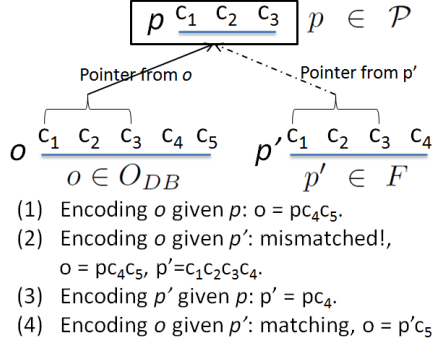 p c₁ c₂ c₃ p ∈ 𝒫
Pointer from o
Pointer from p’
o c₁ c₂ c₃ c₄ c₅
p’ c₁ c₂ c₃ c₄
o ∈ O_DB
p′ ∈ F
(1) Encoding o given p: o = pc₄c₅.
(2) Encoding o given p’: mismatched!,
o = pc₄c₅, p’=c₁c₂c₃c₄.
(3) Encoding p’ given p: p’ = pc₄.
(4) Encoding o given p’: matching, o = p’c₅